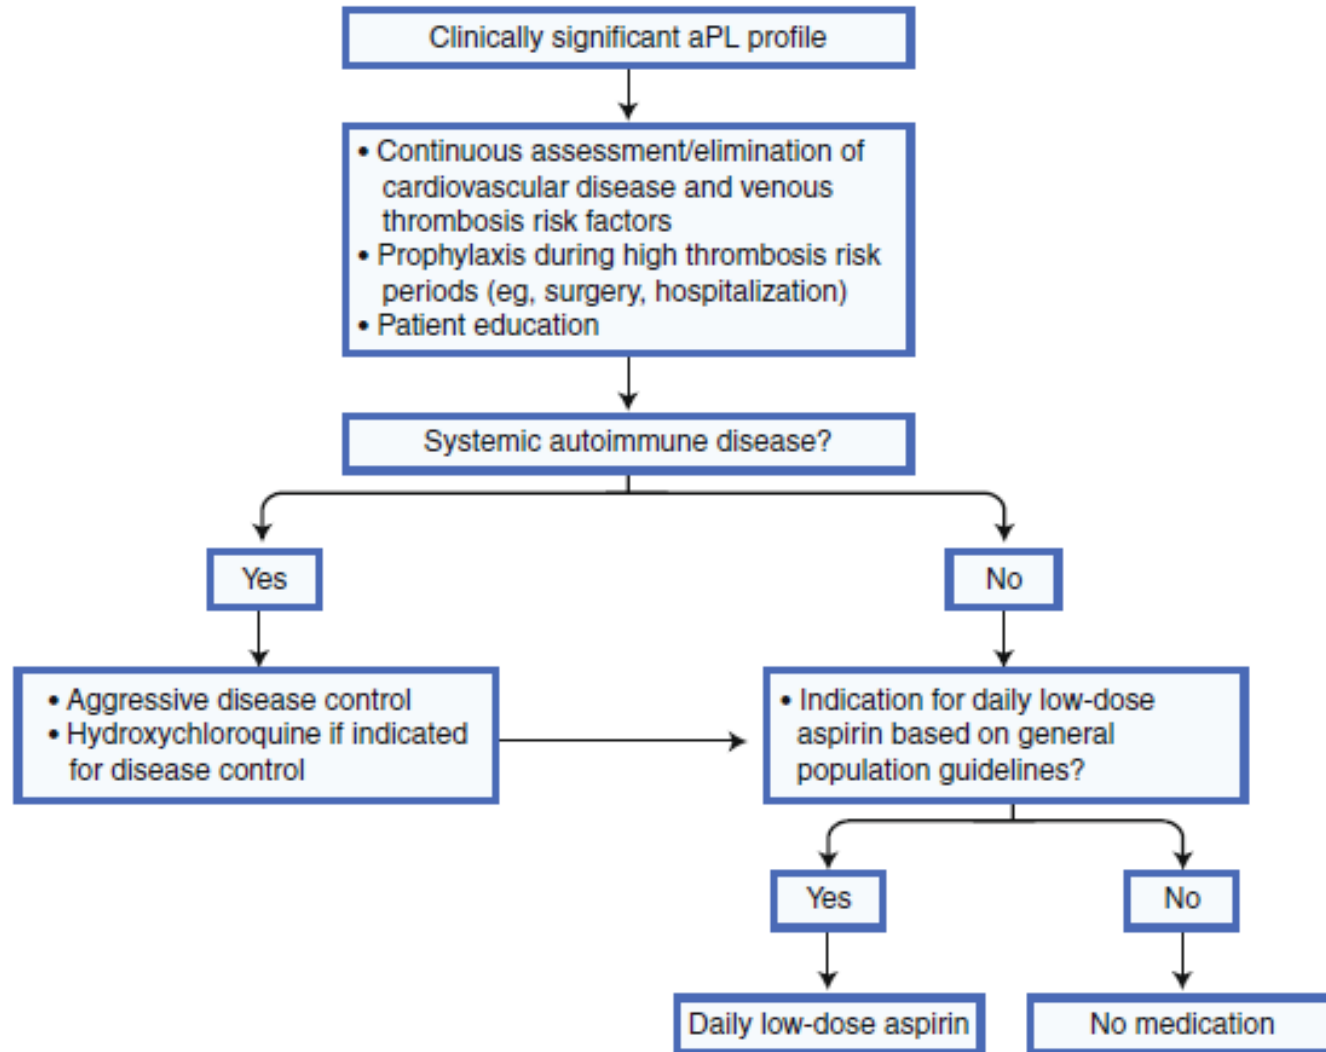 Clinically significant aPL profile
• Continuous assessment/elimination of
cardiovascular disease and venous
thrombosis risk factors
• Prophylaxis during high thrombosis risk
periods (eg, surgery, hospitalization)
• Patient education
Systemic autoimmune disease?
Yes
No
• Aggressive disease control
• Hydroxychloroquine if indicated
for disease control
• Indication for daily low-dose
aspirin based on general
population guidelines?
Yes
No
Daily low-dose aspirin
No medication